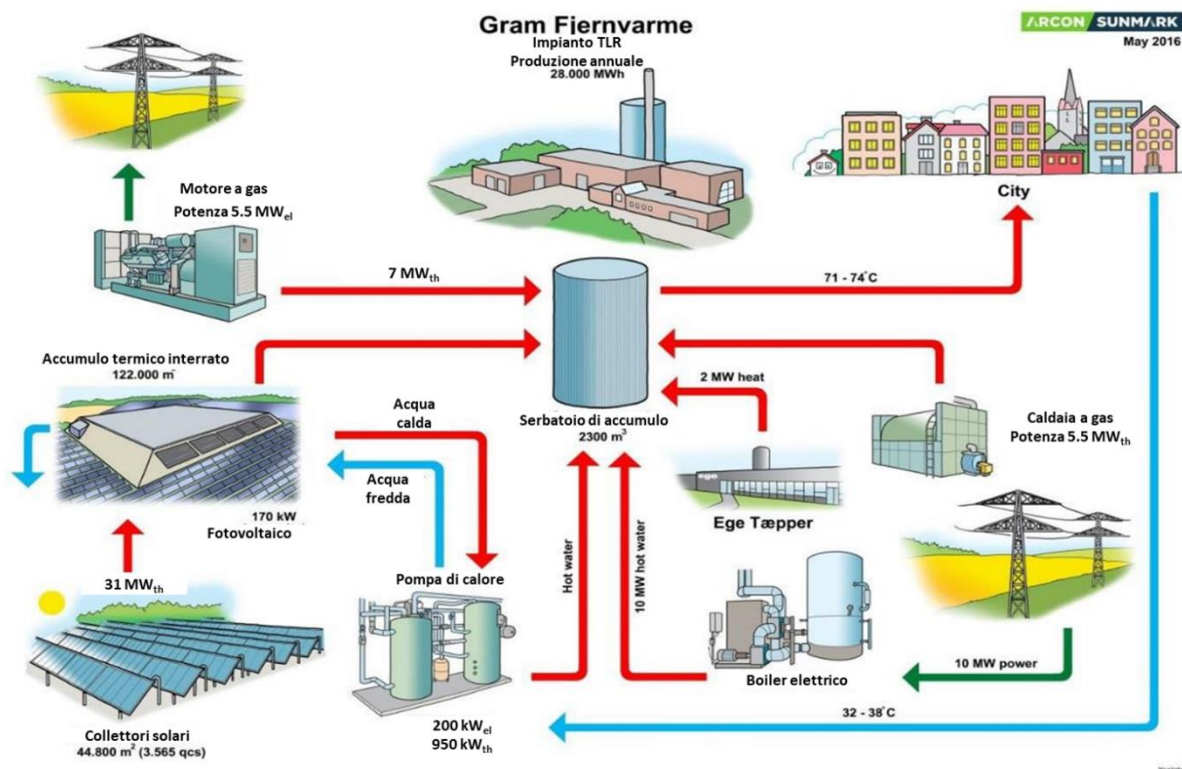 Gram Fjernvarme
Impianto TLR
Produzione annuale
28.000 MWh
ARCON SUNMARK
May 2016
Motore a gas
Potenza 5.5 MWel
City
7 MWth
71 - 74°C
Accumulo termico interrato
122.000 m
2 MW heat
Acqua
calda
Serbatoio di accumulo
2300 m³
Caldaia a gas
Potenza 5.5 MWth
Acqua
fredda
ege
170 kW
Fotovoltaico
Ege Tæpper
31 MWth
Pompa di calore
Hot water
10 MW hot water
10 MW power
Boiler elettrico
32 - 38°C
200 kWel
950 kWth
Collettori solari
44.800 m² (3.565 qcs)